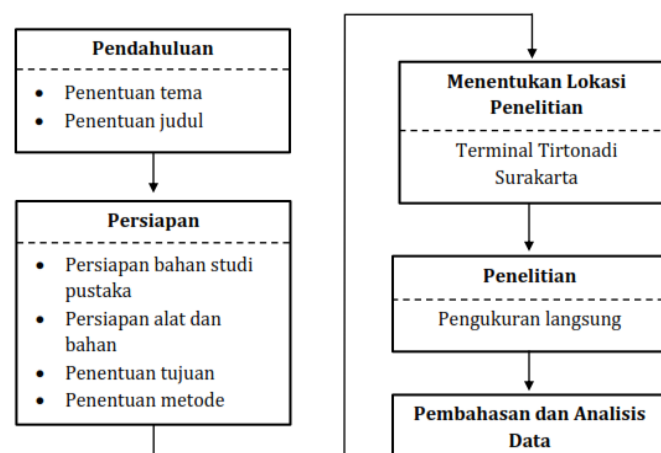 Pendahuluan
Penentuan tema
Penentuan judul
Persiapan
Persiapan bahan studi
pustaka
Persiapan alat dan
bahan
Penentuan tujuan
Penentuan metode
Menentukan Lokasi
Penelitian
Terminal Tirtonadi
Surakarta
Penelitian
Pengukuran langsung
Pembahasan dan Analisis
Data